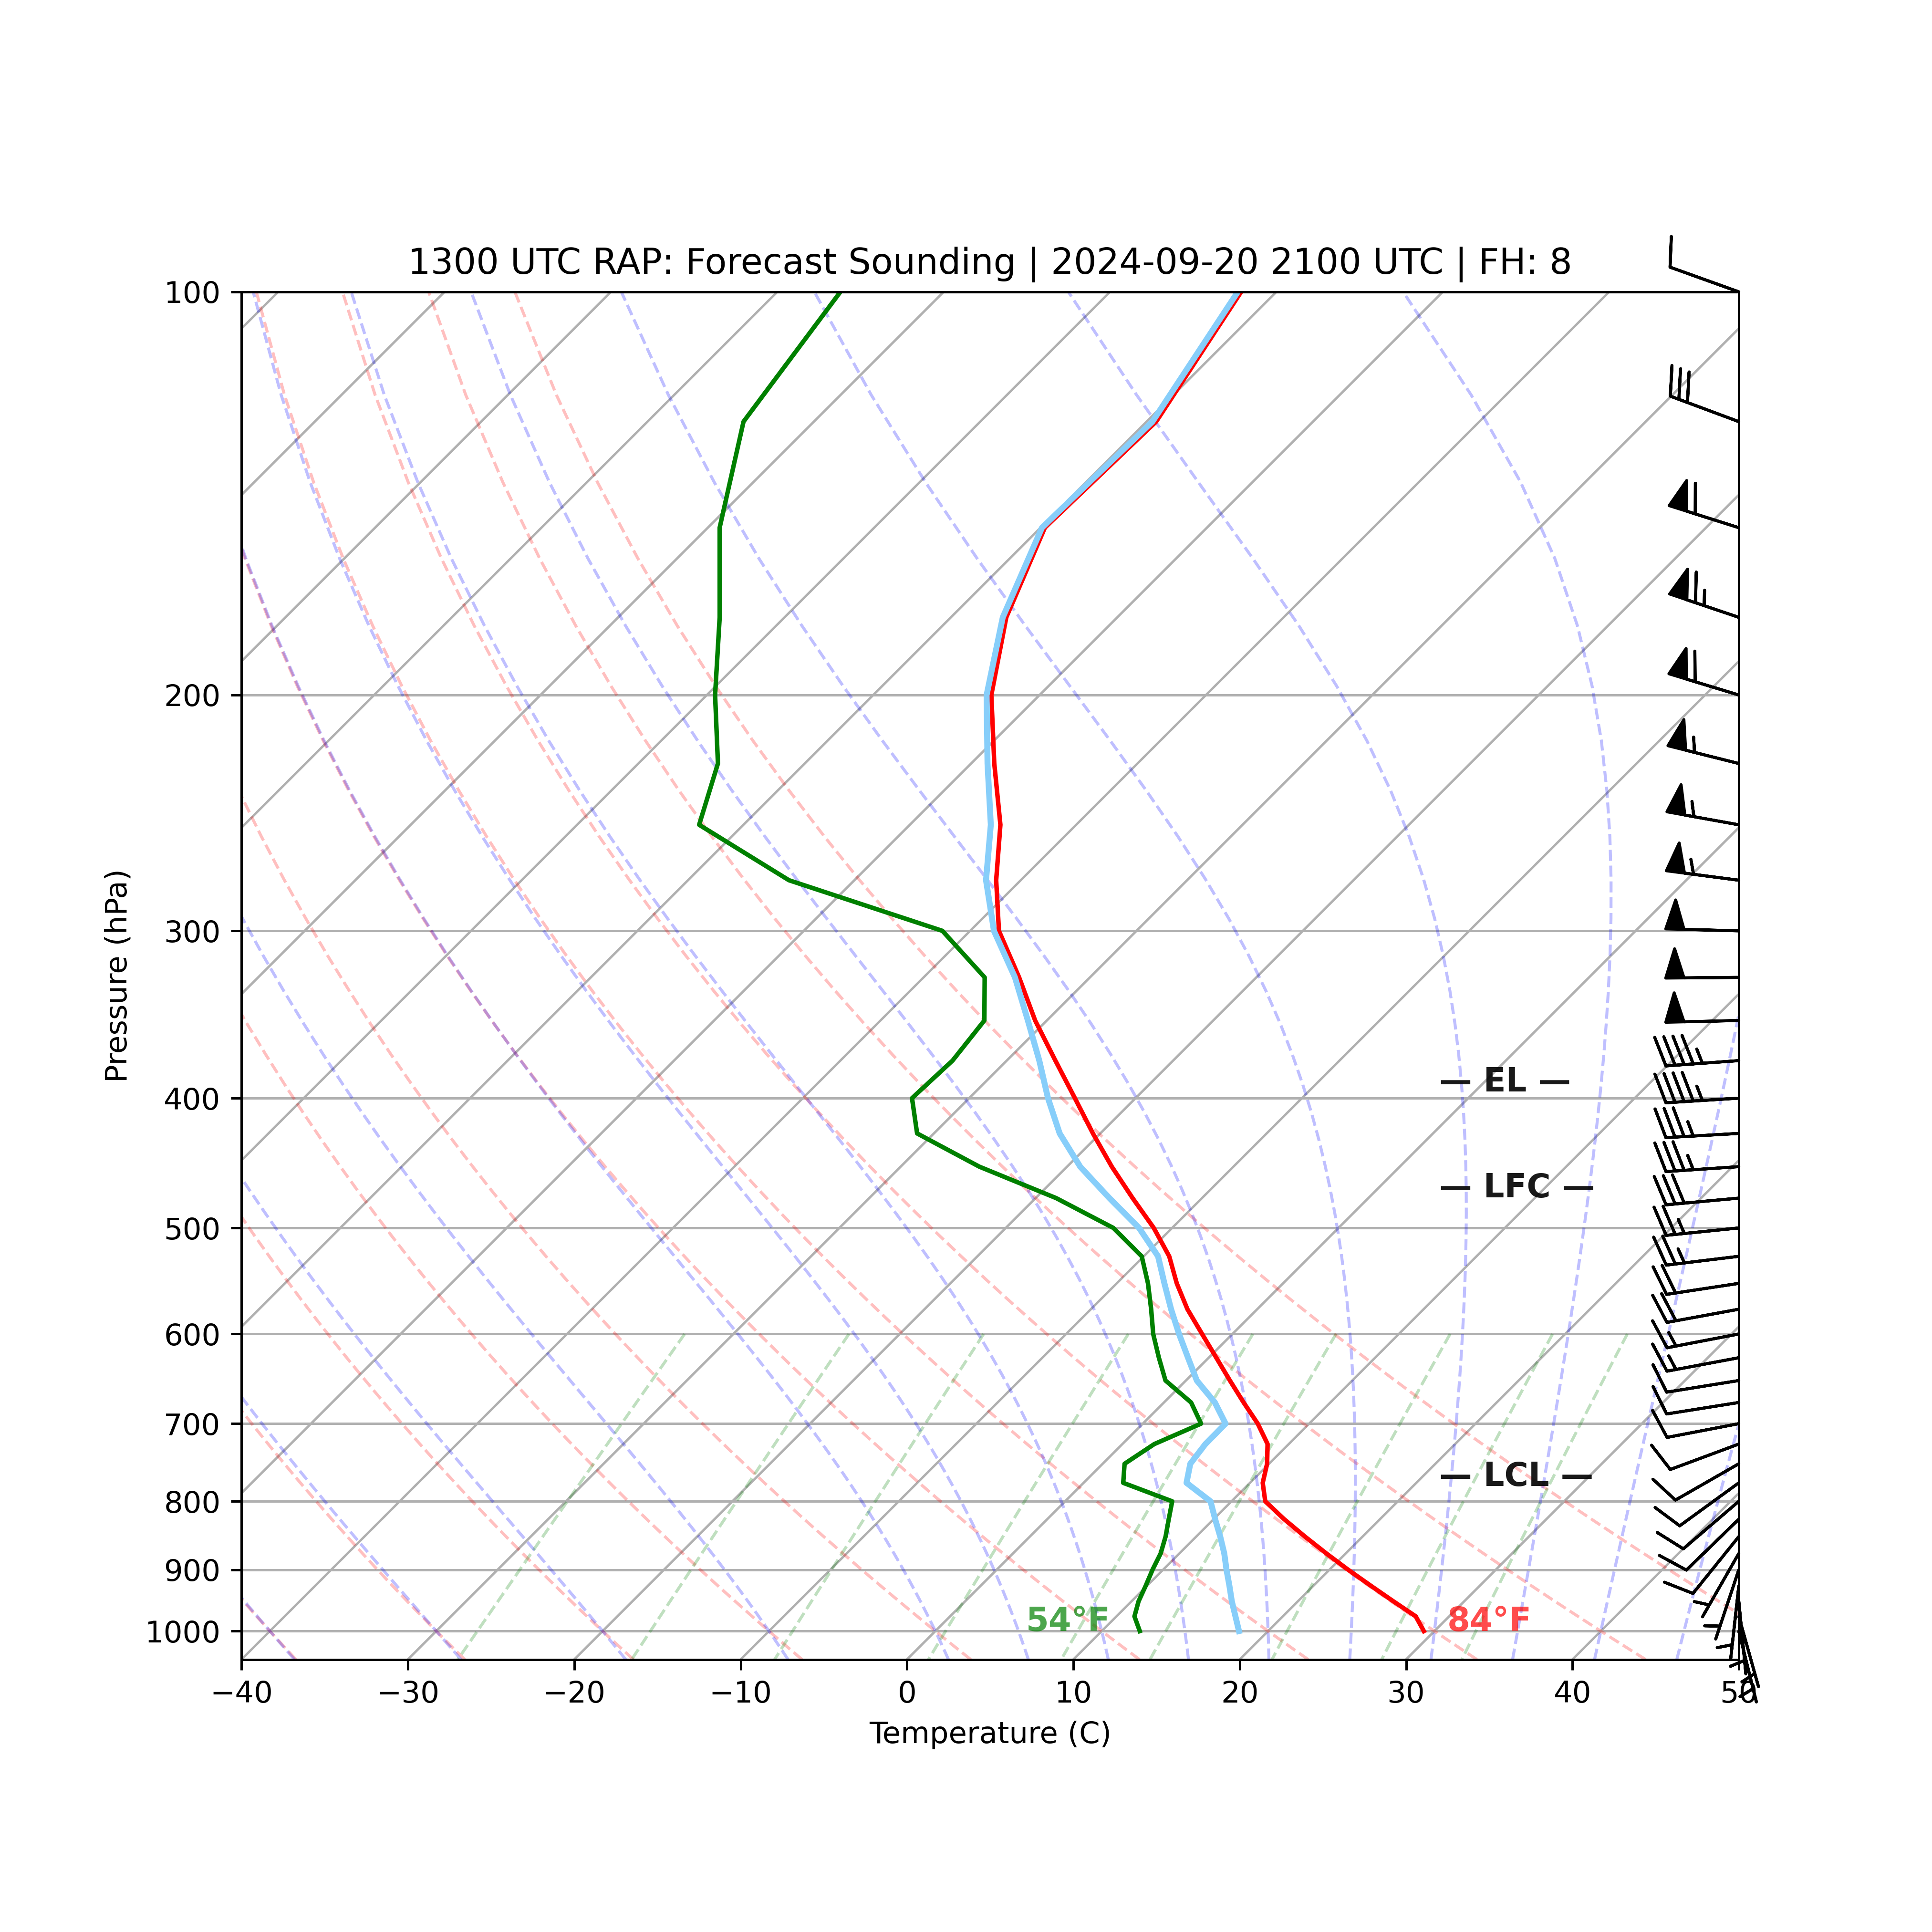 1300 UTC RAP: Forecast Sounding | 2024-09-20 2100 UTC | FH: 8
100
200
300
Pressure (hPa)
— EL —
400
— LFC —
500
600
700
— LCL —
800
900
54°F 84°F
1000
−40 −30 −20 −10 0 10 20 30 40 50
Temperature (C)